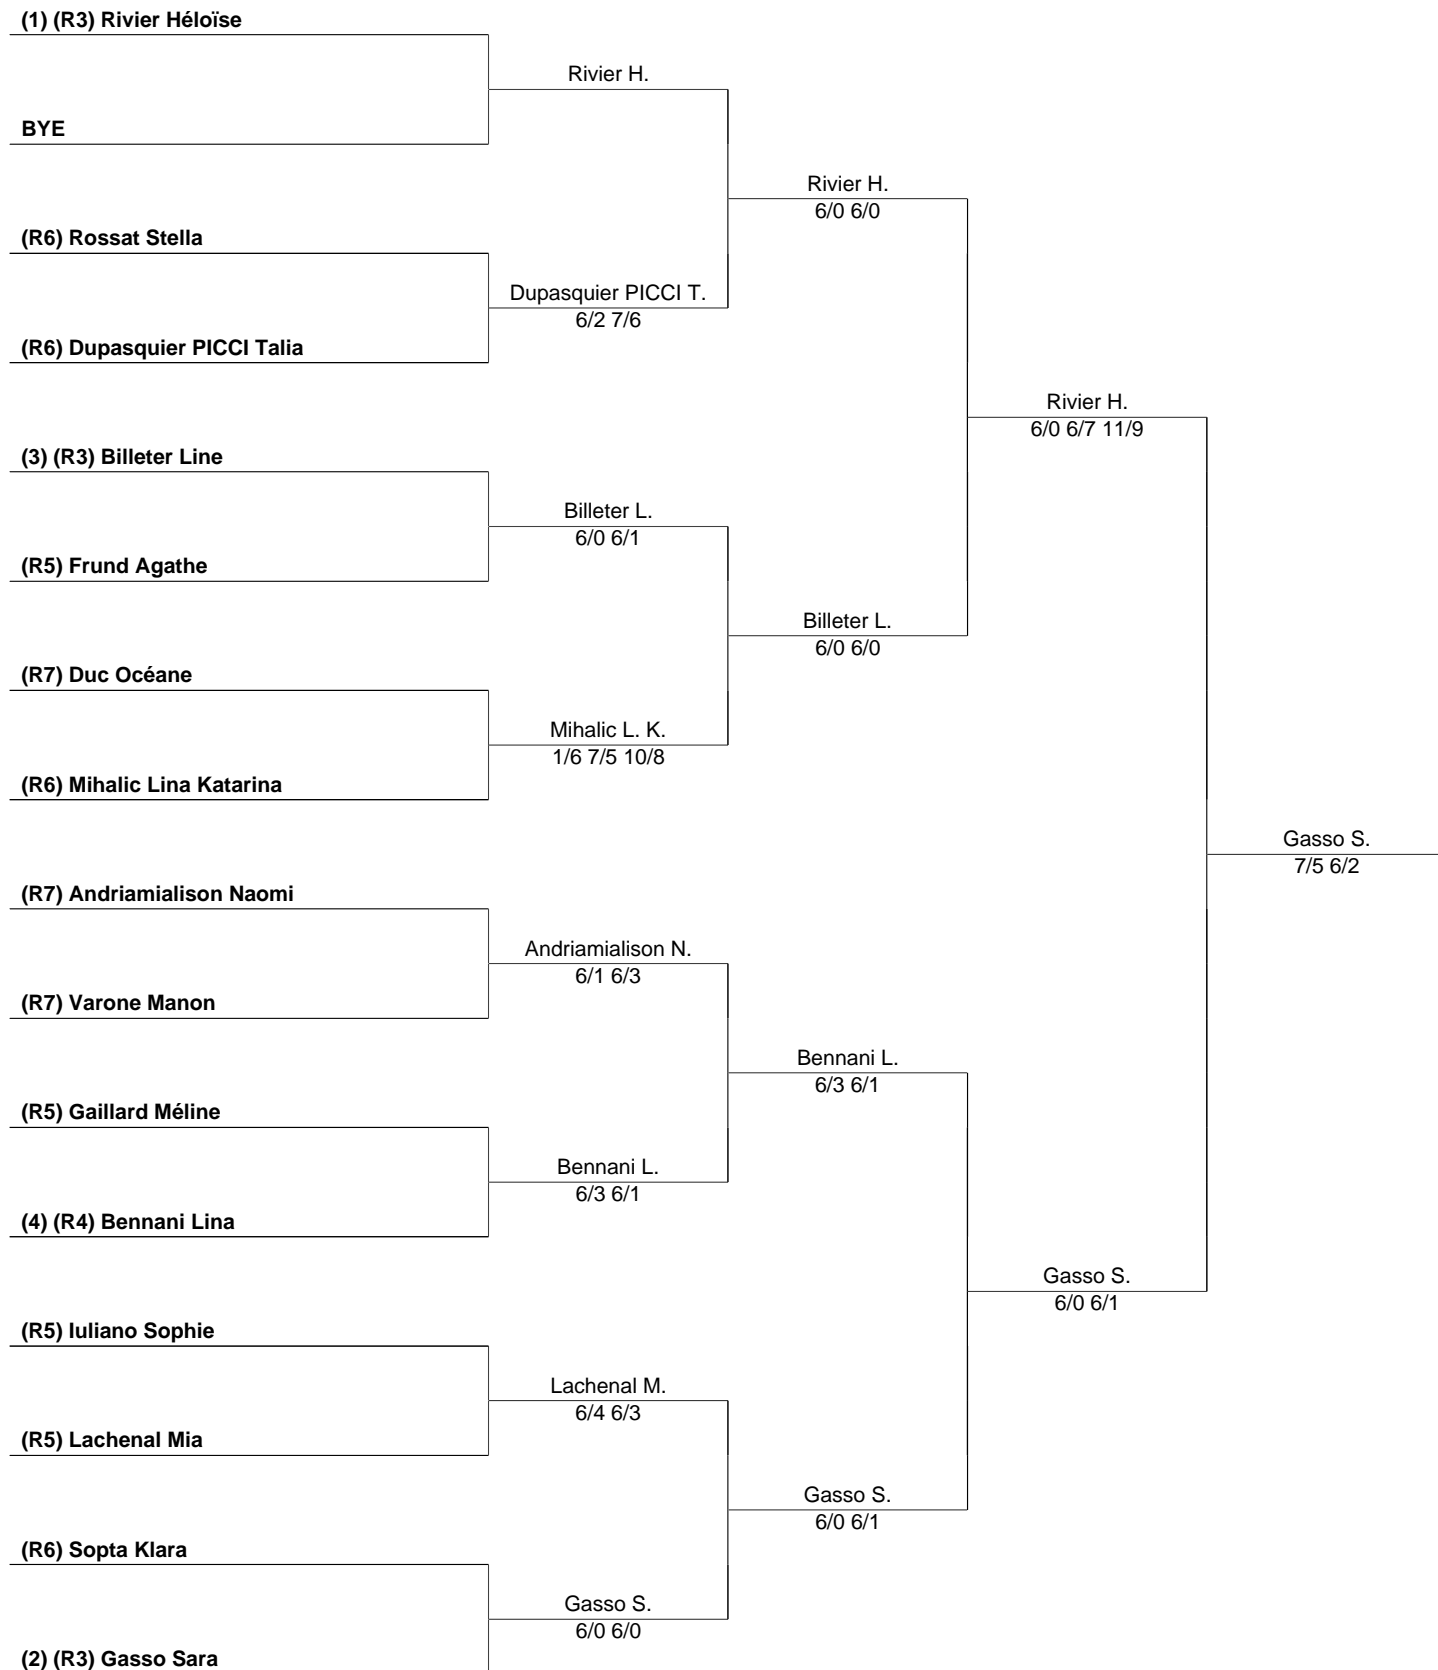 (1) (R3) Rivier Héloïse
Rivier H.
BYE
Rivier H.
6/0 6/0
(R6) Rossat Stella
Dupasquier PICCI T.
6/2 7/6
(R6) Dupasquier PICCI Talia
Rivier H.
6/0 6/7 11/9
(3) (R3) Billeter Line
Billeter L.
6/0 6/1
(R5) Frund Agathe
Billeter L.
6/0 6/0
(R7) Duc Océane
Mihalic L. K.
1/6 7/5 10/8
(R6) Mihalic Lina Katarina
Gasso S.
7/5 6/2
(R7) Andriamialison Naomi
Andriamialison N.
6/1 6/3
(R7) Varone Manon
Bennani L.
6/3 6/1
(R5) Gaillard Méline
Bennani L.
6/3 6/1
(4) (R4) Bennani Lina
Gasso S.
6/0 6/1
(R5) Iuliano Sophie
Lachenal M.
6/4 6/3
(R5) Lachenal Mia
Gasso S.
6/0 6/1
(R6) Sopta Klara
Gasso S.
6/0 6/0
(2) (R3) Gasso Sara